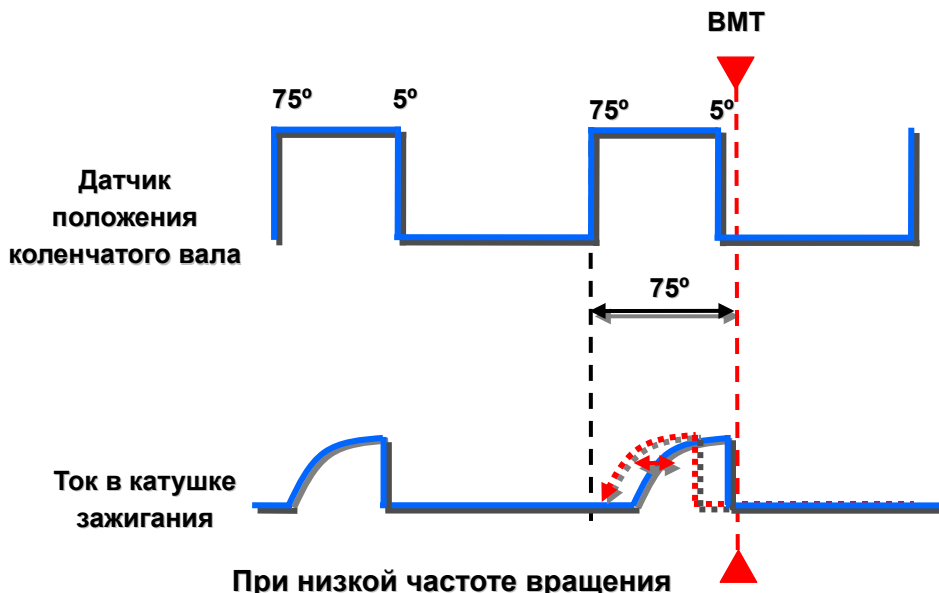 ВМТ
75º 5º 75º 5º
Датчик
положения
коленчатого вала
75º
Ток в катушке
зажигания
При низкой частоте вращения